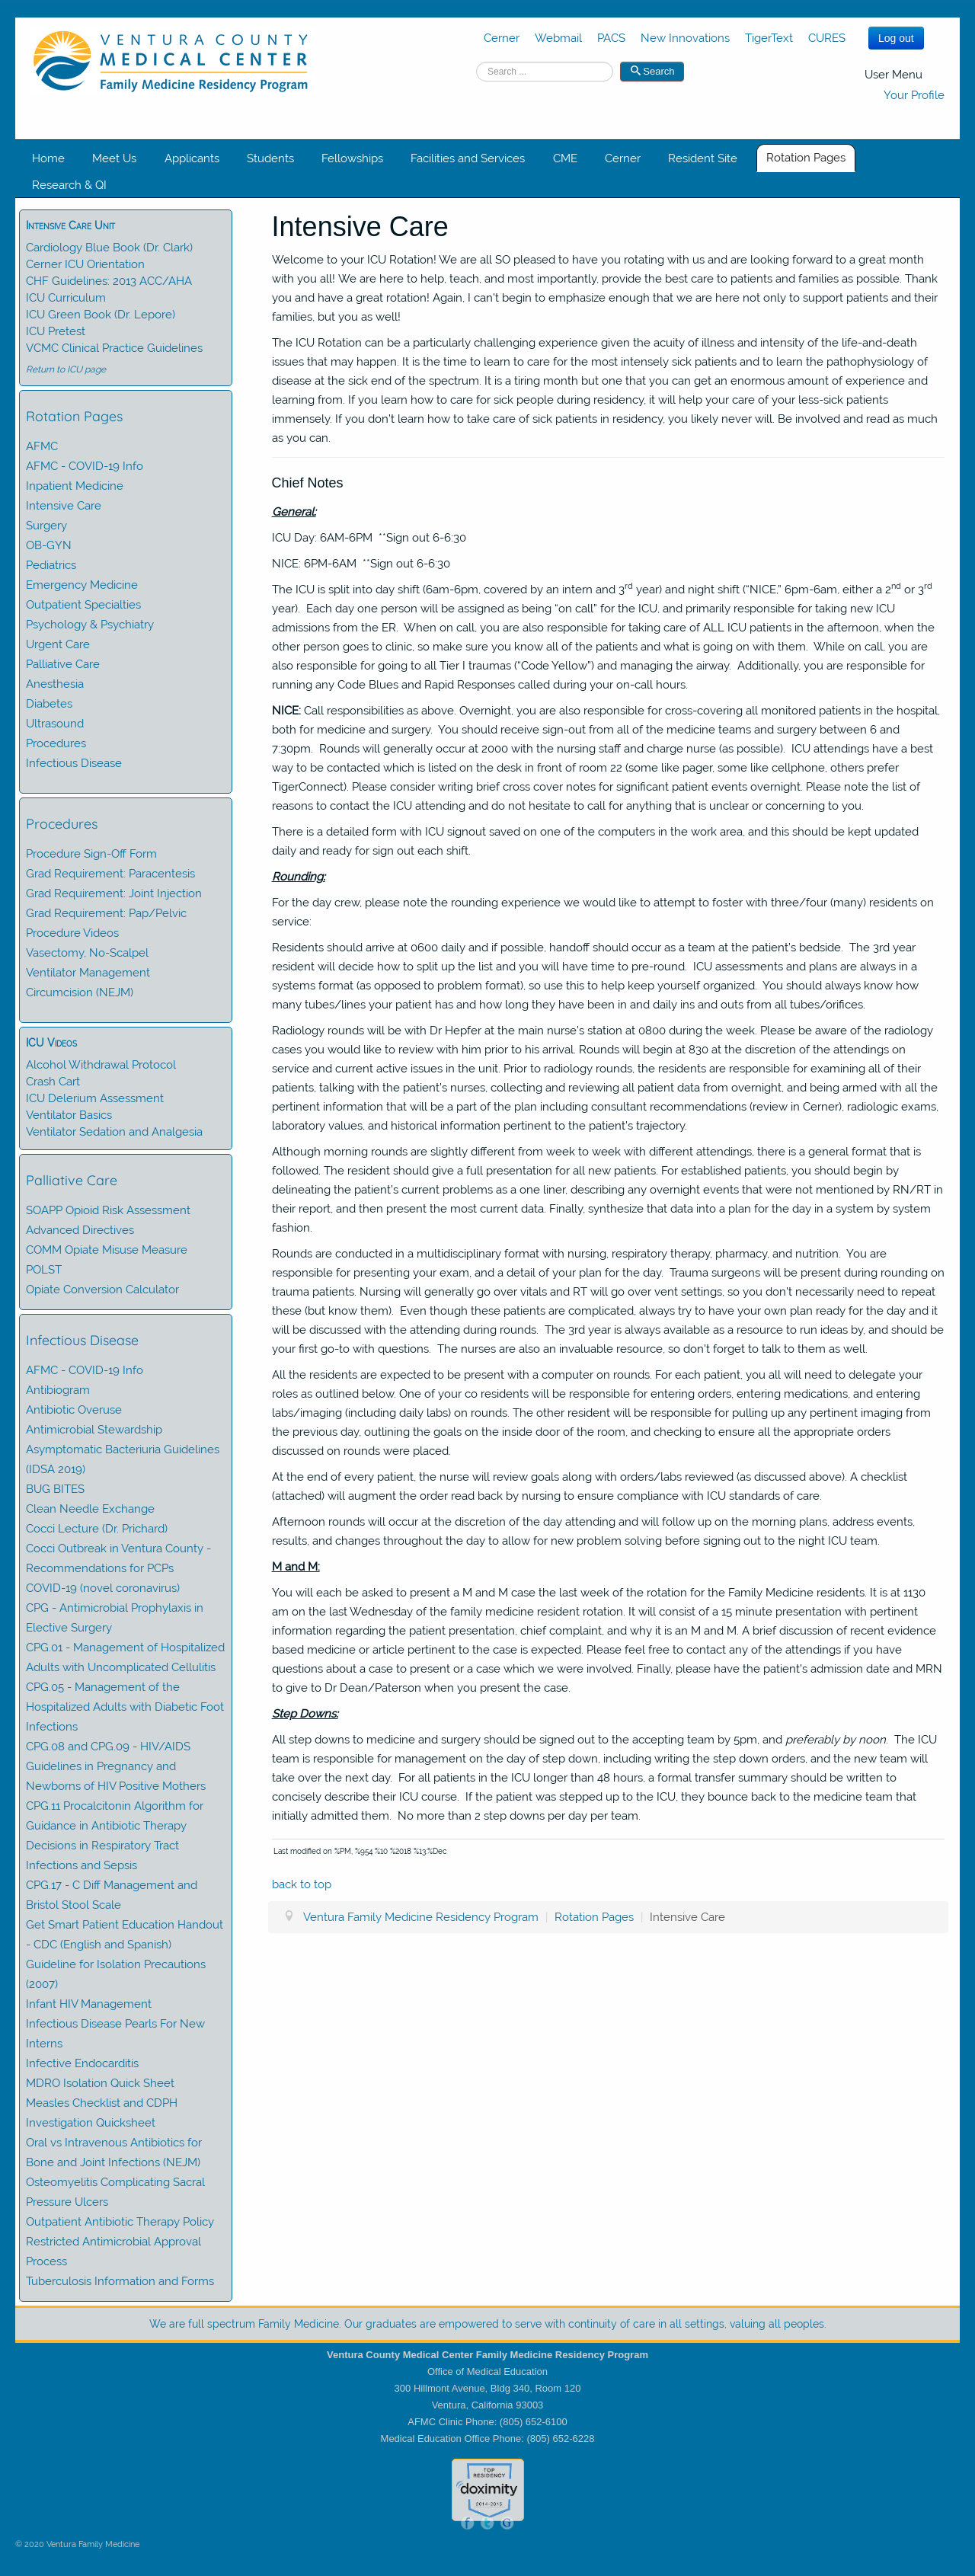 VENTURA COUNTY
MEDICAL CENTER
Family Medicine Residency Program
Cerner Webmail PACS New Innovations TigerText CURES
Log out
Search ...
Search
User Menu
Your Profile
Home Meet Us Applicants Students Fellowships Facilities and Services CME Cerner Resident Site Rotation Pages
Research & QI
Intensive Care Unit
Cardiology Blue Book (Dr. Clark)
Cerner ICU Orientation
CHF Guidelines: 2013 ACC/AHA
ICU Curriculum
ICU Green Book (Dr. Lepore)
ICU Pretest
VCMC Clinical Practice Guidelines
Return to ICU page
Rotation Pages
AFMC
AFMC - COVID-19 Info
Inpatient Medicine
Intensive Care
Surgery
OB-GYN
Pediatrics
Emergency Medicine
Outpatient Specialties
Psychology & Psychiatry
Urgent Care
Palliative Care
Anesthesia
Diabetes
Ultrasound
Procedures
Infectious Disease
Procedures
Procedure Sign-Off Form
Grad Requirement: Paracentesis
Grad Requirement: Joint Injection
Grad Requirement: Pap/Pelvic
Procedure Videos
Vasectomy, No-Scalpel
Ventilator Management
Circumcision (NEJM)
ICU Videos
Alcohol Withdrawal Protocol
Crash Cart
ICU Delerium Assessment
Ventilator Basics
Ventilator Sedation and Analgesia
Palliative Care
SOAPP Opioid Risk Assessment
Advanced Directives
COMM Opiate Misuse Measure
POLST
Opiate Conversion Calculator
Infectious Disease
AFMC - COVID-19 Info
Antibiogram
Antibiotic Overuse
Antimicrobial Stewardship
Asymptomatic Bacteriuria Guidelines
(IDSA 2019)
BUG BITES
Clean Needle Exchange
Cocci Lecture (Dr. Prichard)
Cocci Outbreak in Ventura County -
Recommendations for PCPs
COVID-19 (novel coronavirus)
CPG - Antimicrobial Prophylaxis in
Elective Surgery
CPG.01 - Management of Hospitalized
Adults with Uncomplicated Cellulitis
CPG.05 - Management of the
Hospitalized Adults with Diabetic Foot
Infections
CPG.08 and CPG.09 - HIV/AIDS
Guidelines in Pregnancy and
Newborns of HIV Positive Mothers
CPG.11 Procalcitonin Algorithm for
Guidance in Antibiotic Therapy
Decisions in Respiratory Tract
Infections and Sepsis
CPG.17 - C Diff Management and
Bristol Stool Scale
Get Smart Patient Education Handout
- CDC (English and Spanish)
Guideline for Isolation Precautions
(2007)
Infant HIV Management
Infectious Disease Pearls For New
Interns
Infective Endocarditis
MDRO Isolation Quick Sheet
Measles Checklist and CDPH
Investigation Quicksheet
Oral vs Intravenous Antibiotics for
Bone and Joint Infections (NEJM)
Osteomyelitis Complicating Sacral
Pressure Ulcers
Outpatient Antibiotic Therapy Policy
Restricted Antimicrobial Approval
Process
Tuberculosis Information and Forms
Intensive Care
Welcome to your ICU Rotation! We are all SO pleased to have you rotating with us and are looking forward to a great month
with you all! We are here to help, teach, and most importantly, provide the best care to patients and families as possible. Thank
you and have a great rotation! Again, I can't begin to emphasize enough that we are here not only to support patients and their
families, but you as well!
The ICU Rotation can be a particularly challenging experience given the acuity of illness and intensity of the life-and-death
issues that may happen. It is the time to learn to care for the most intensely sick patients and to learn the pathophysiology of
disease at the sick end of the spectrum. It is a tiring month but one that you can get an enormous amount of experience and
learning from. If you learn how to care for sick people during residency, it will help your care of your less-sick patients
immensely. If you don't learn how to take care of sick patients in residency, you likely never will. Be involved and read as much
as you can.
Chief Notes
General:
ICU Day: 6AM-6PM **Sign out 6-6:30
NICE: 6PM-6AM **Sign out 6-6:30
The ICU is split into day shift (6am-6pm, covered by an intern and 3rd year) and night shift ("NICE," 6pm-6am, either a 2nd or 3rd
year). Each day one person will be assigned as being "on call" for the ICU, and primarily responsible for taking new ICU
admissions from the ER. When on call, you are also responsible for taking care of ALL ICU patients in the afternoon, when the
other person goes to clinic, so make sure you know all of the patients and what is going on with them. While on call, you are
also responsible for going to all Tier I traumas ("Code Yellow") and managing the airway. Additionally, you are responsible for
running any Code Blues and Rapid Responses called during your on-call hours.
NICE: Call responsibilities as above. Overnight, you are also responsible for cross-covering all monitored patients in the hospital,
both for medicine and surgery. You should receive sign-out from all of the medicine teams and surgery between 6 and
7:30pm. Rounds will generally occur at 2000 with the nursing staff and charge nurse (as possible). ICU attendings have a best
way to be contacted which is listed on the desk in front of room 22 (some like pager, some like cellphone, others prefer
TigerConnect). Please consider writing brief cross cover notes for significant patient events overnight. Please note the list of
reasons to contact the ICU attending and do not hesitate to call for anything that is unclear or concerning to you.
There is a detailed form with ICU signout saved on one of the computers in the work area, and this should be kept updated
daily and ready for sign out each shift.
Rounding:
For the day crew, please note the rounding experience we would like to attempt to foster with three/four (many) residents on
service:
Residents should arrive at 0600 daily and if possible, handoff should occur as a team at the patient's bedside. The 3rd year
resident will decide how to split up the list and you will have time to pre-round. ICU assessments and plans are always in a
systems format (as opposed to problem format), so use this to help keep yourself organized. You should always know how
many tubes/lines your patient has and how long they have been in and daily ins and outs from all tubes/orifices.
Radiology rounds will be with Dr Hepfer at the main nurse's station at 0800 during the week. Please be aware of the radiology
cases you would like to review with him prior to his arrival. Rounds will begin at 830 at the discretion of the attendings on
service and current active issues in the unit. Prior to radiology rounds, the residents are responsible for examining all of their
patients, talking with the patient's nurses, collecting and reviewing all patient data from overnight, and being armed with all the
pertinent information that will be a part of the plan including consultant recommendations (review in Cerner), radiologic exams,
laboratory values, and historical information pertinent to the patient's trajectory.
Although morning rounds are slightly different from week to week with different attendings, there is a general format that is
followed. The resident should give a full presentation for all new patients. For established patients, you should begin by
delineating the patient's current problems as a one liner, describing any overnight events that were not mentioned by RN/RT in
their report, and then present the most current data. Finally, synthesize that data into a plan for the day in a system by system
fashion.
Rounds are conducted in a multidisciplinary format with nursing, respiratory therapy, pharmacy, and nutrition. You are
responsible for presenting your exam, and a detail of your plan for the day. Trauma surgeons will be present during rounding on
trauma patients. Nursing will generally go over vitals and RT will go over vent settings, so you don't necessarily need to repeat
these (but know them). Even though these patients are complicated, always try to have your own plan ready for the day and it
will be discussed with the attending during rounds. The 3rd year is always available as a resource to run ideas by, and should be
your first go-to with questions. The nurses are also an invaluable resource, so don't forget to talk to them as well.
All the residents are expected to be present with a computer on rounds. For each patient, you all will need to delegate your
roles as outlined below. One of your co residents will be responsible for entering orders, entering medications, and entering
labs/imaging (including daily labs) on rounds. The other resident will be responsible for pulling up any pertinent imaging from
the previous day, outlining the goals on the inside door of the room, and checking to ensure all the appropriate orders
discussed on rounds were placed.
At the end of every patient, the nurse will review goals along with orders/labs reviewed (as discussed above). A checklist
(attached) will augment the order read back by nursing to ensure compliance with ICU standards of care.
Afternoon rounds will occur at the discretion of the day attending and will follow up on the morning plans, address events,
results, and changes throughout the day to allow for new problem solving before signing out to the night ICU team.
M and M:
You will each be asked to present a M and M case the last week of the rotation for the Family Medicine residents. It is at 1130
am on the last Wednesday of the family medicine resident rotation. It will consist of a 15 minute presentation with pertinent
information regarding the patient presentation, chief complaint, and why it is an M and M. A brief discussion of recent evidence
based medicine or article pertinent to the case is expected. Please feel free to contact any of the attendings if you have
questions about a case to present or a case which we were involved. Finally, please have the patient's admission date and MRN
to give to Dr Dean/Paterson when you present the case.
Step Downs:
All step downs to medicine and surgery should be signed out to the accepting team by 5pm, and preferably by noon. The ICU
team is responsible for management on the day of step down, including writing the step down orders, and the new team will
take over the next day. For all patients in the ICU longer than 48 hours, a formal transfer summary should be written to
concisely describe their ICU course. If the patient was stepped up to the ICU, they bounce back to the medicine team that
initially admitted them. No more than 2 step downs per day per team.
Last modified on %PM, %954 %10 %2018 %13:%Dec
back to top
Ventura Family Medicine Residency Program | Rotation Pages | Intensive Care
We are full spectrum Family Medicine. Our graduates are empowered to serve with continuity of care in all settings, valuing all peoples.
Ventura County Medical Center Family Medicine Residency Program
Office of Medical Education
300 Hillmont Avenue, Bldg 340, Room 120
Ventura, California 93003
AFMC Clinic Phone: (805) 652-6100
Medical Education Office Phone: (805) 652-6228
TOP
RESIDENCY
doximity
2014-2015
© 2020 Ventura Family Medicine